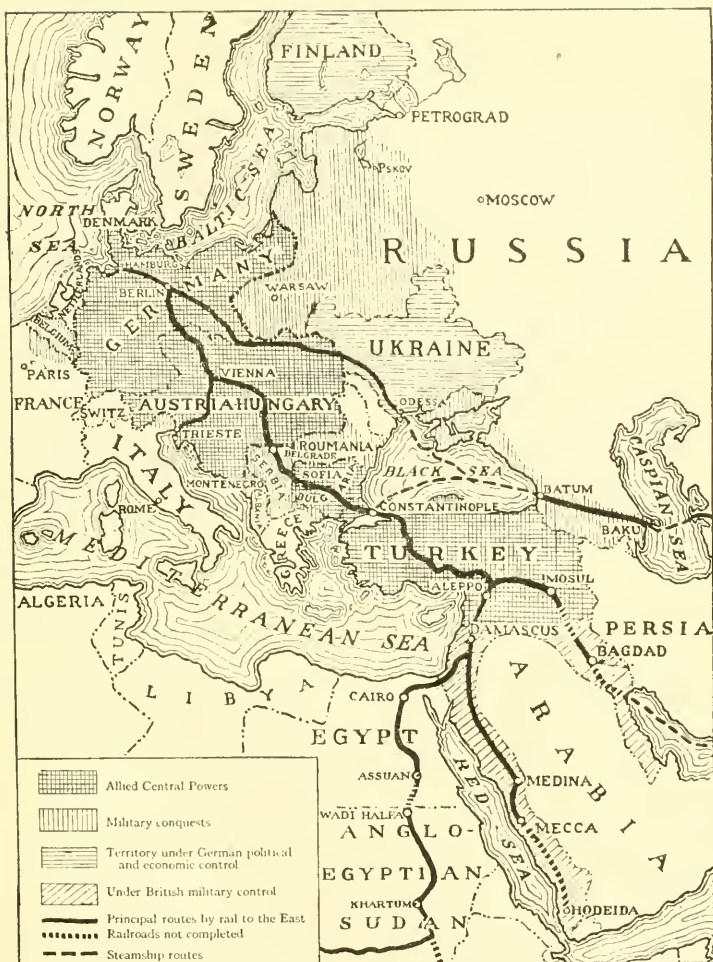 NORWAY
SWEDEN
FINLAND
PETROGRAD
PSKOV
MOSCOW
NORTH
SEA
DENMARK
BALTIC SEA
RUSSIA
HAMBURG
NETHERLANDS
BERLIN
GERMANY
WARSAW
BELGIUM
UKRAINE
PARIS
VIENNA
FRANCE
SWITZ
AUSTRIA-HUNGARY
ODESSA
TRIESTE
ROUMANIA
BELGRADE
ITALY
SERBIA
SOFIA
BULG
BLACK SEA
CASPIAN
SEA
MONTENEGRO
ROME
BATUM
BAKU
CONSTANTINOPLE
GREECE
TURKEY
MEDITERRANEAN SEA
ALEPPO
MOSUL
ALGERIA
TUNIS
DAMASCUS
PERSIA
BAGDAD
LIBYA
CAIRO
ARABIA
EGYPT
ASSUAN
RED SEA
MEDINA
WADI HALFA
MECCA
ANGLO-
EGYPTIAN
KHARTUM
SUDAN
HODEIDA
Allied Central Powers
Military conquests
Territory under German political
and economic control
Under British military control
Principal routes by rail to the East
Railroads not completed
Steamship routes